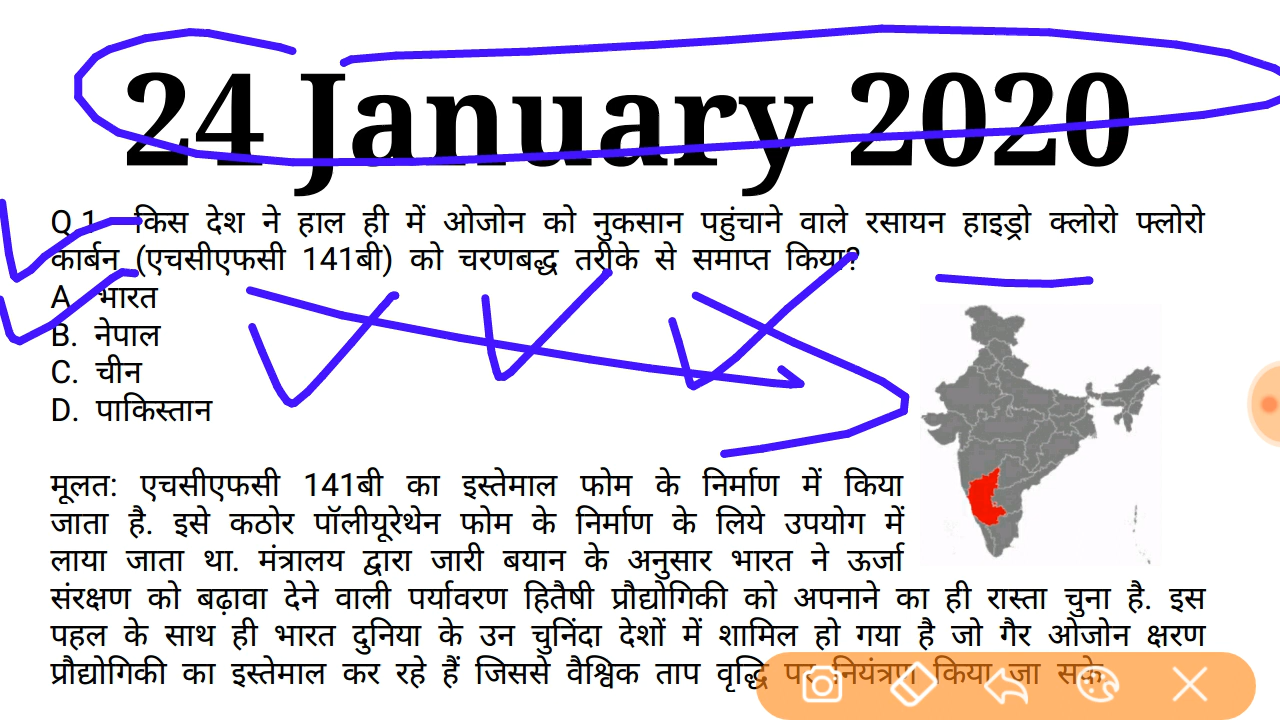 24 January 2020
Q.1 किस देश ने हाल ही में ओजोन को नुकसान पहुंचाने वाले रसायन हाइड्रो क्लोरो फ्लोरो
कार्बन (एचसीएफसी 141बी) को चरणबद्ध तरीके से समाप्त किया?
A. भारत
B. नेपाल
C. चीन
D. पाकिस्तान
मूलत: एचसीएफसी 141बी का इस्तेमाल फोम के निर्माण में किया
जाता है. इसे कठोर पॉलीयूरेथेन फोम के निर्माण के लिये उपयोग में
लाया जाता था. मंत्रालय द्वारा जारी बयान के अनुसार भारत ने ऊर्जा
संरक्षण को बढ़ावा देने वाली पर्यावरण हितैषी प्रौद्योगिकी को अपनाने का ही रास्ता चुना है. इस
पहल के साथ ही भारत दुनिया के उन चुनिंदा देशों में शामिल हो गया है जो गैर ओजोन क्षरण
प्रौद्योगिकी का इस्तेमाल कर रहे हैं जिससे वैश्विक ताप वृद्धि पर नियंत्रण किया जा सके